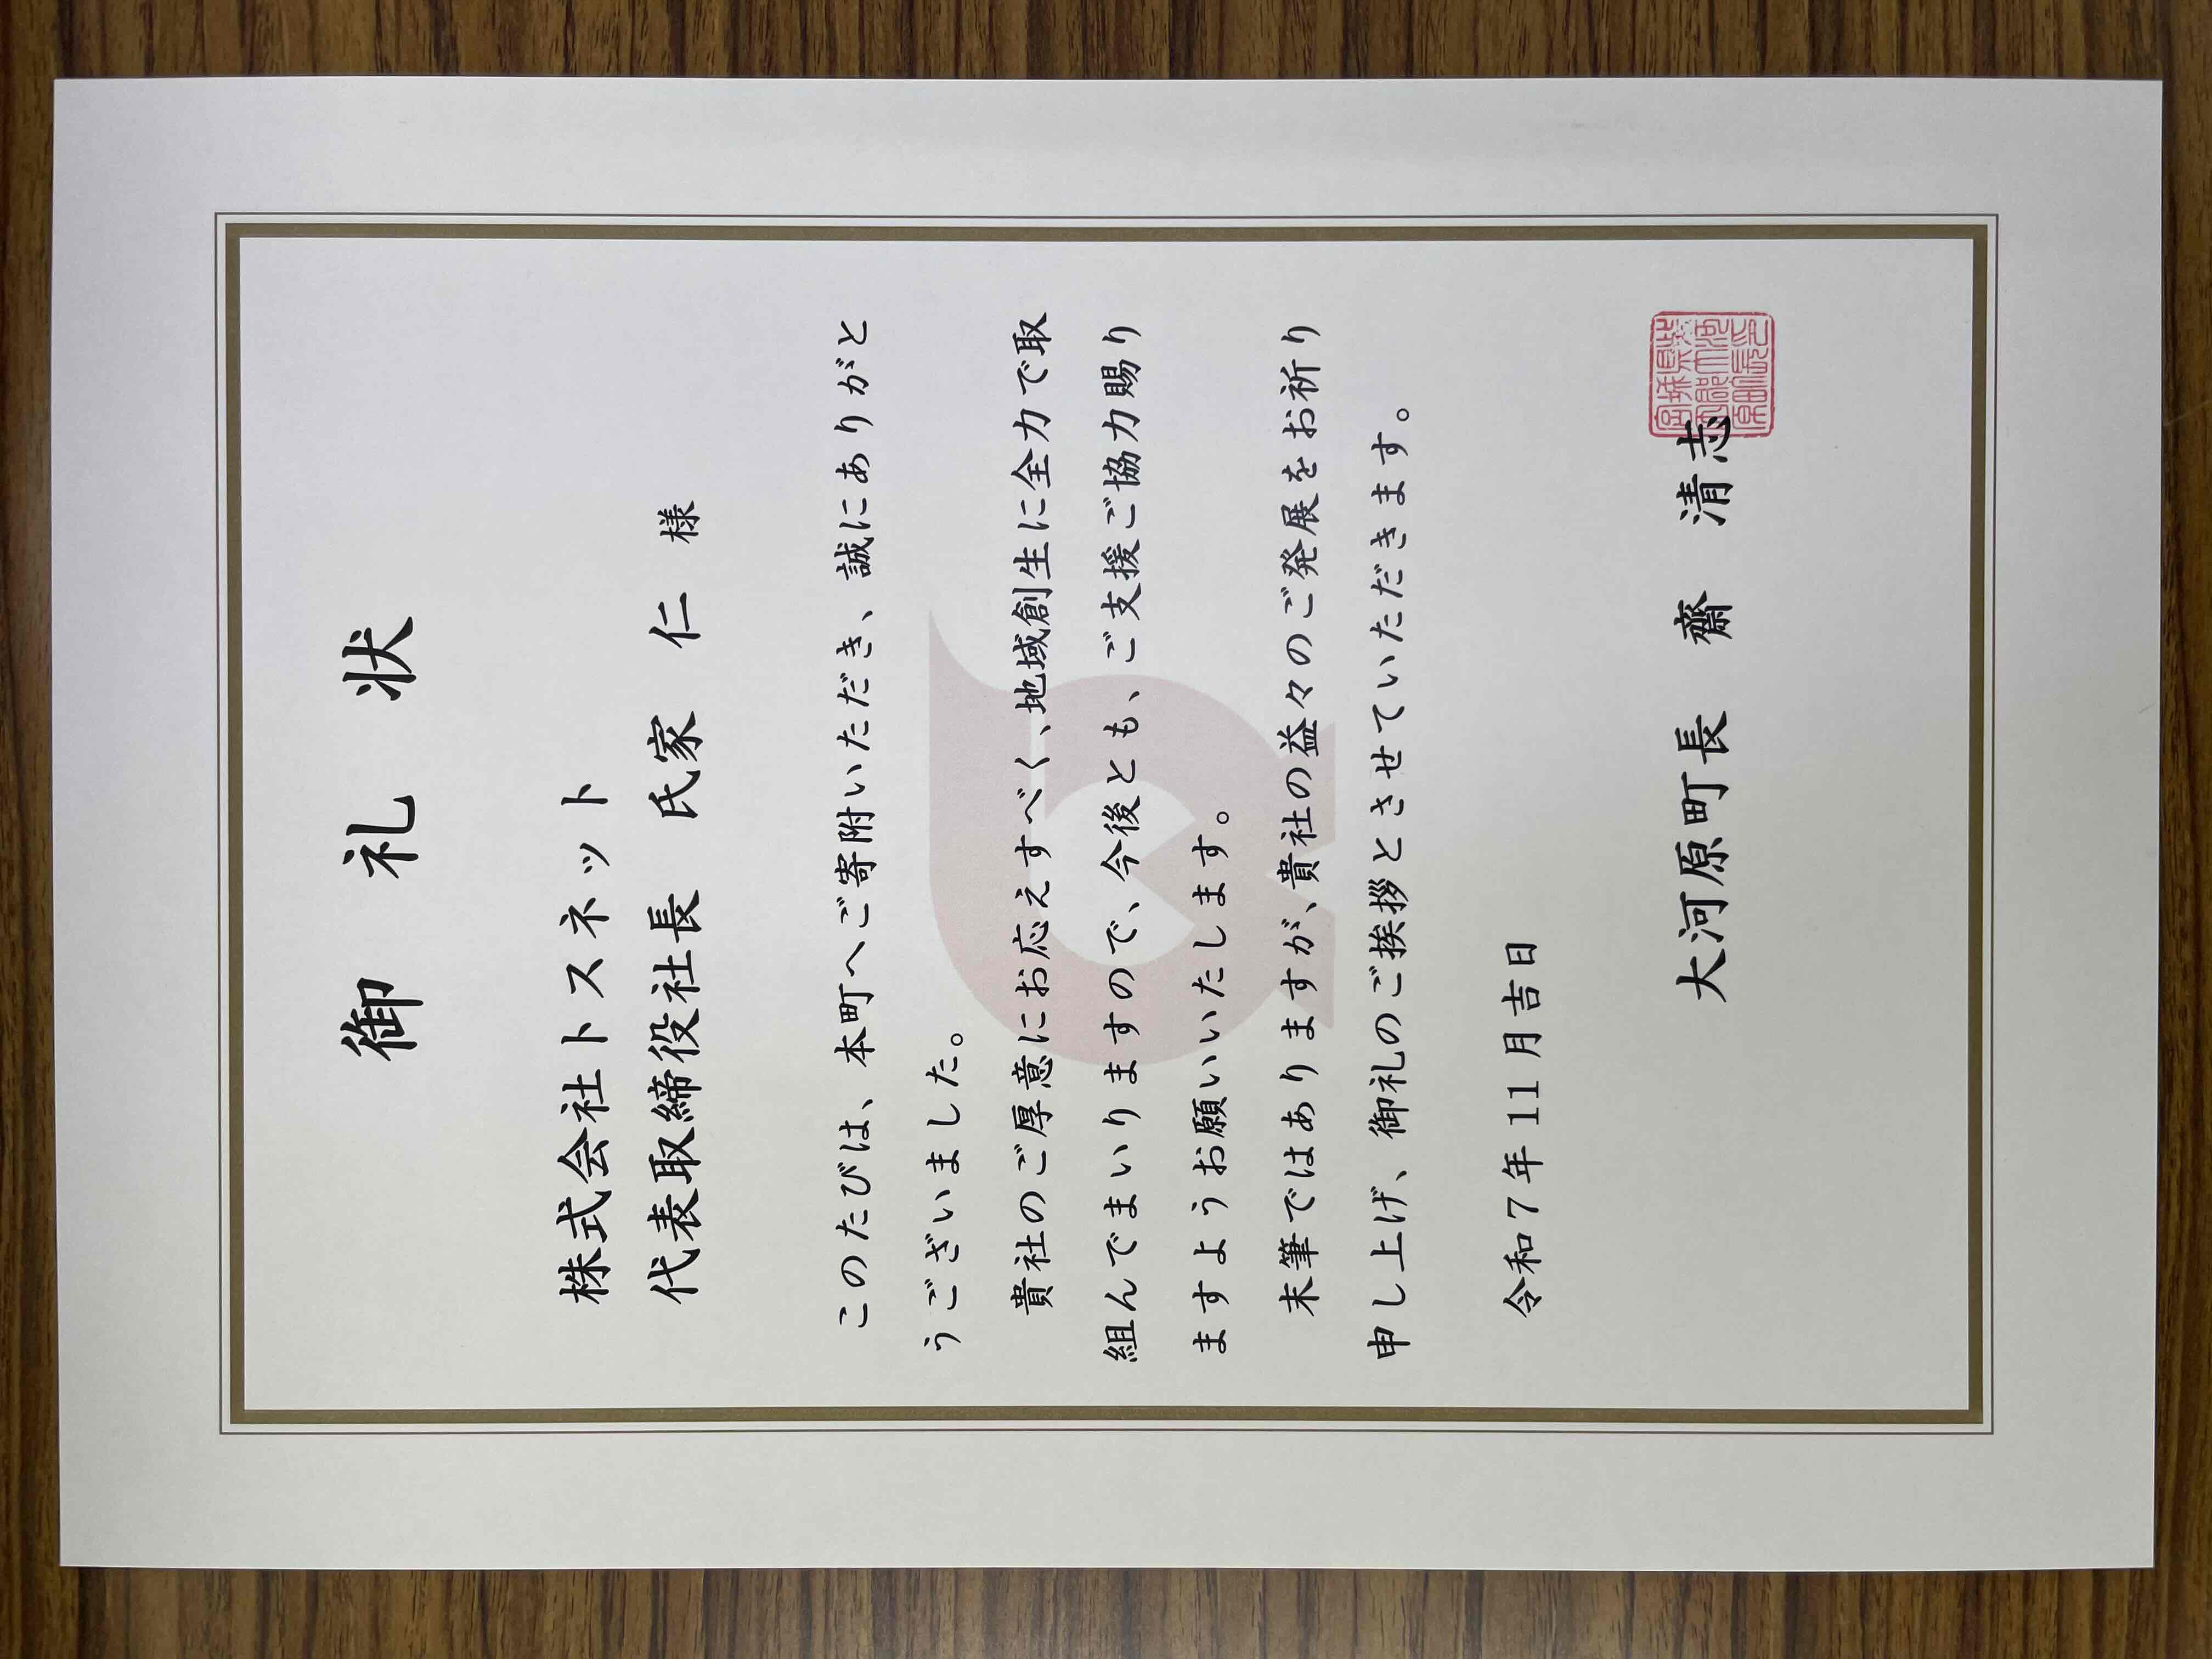 御礼状
株式会社トスネット
代表取締役社長　氏家　仁　様
このたびは、本町へご寄附いただき、誠にありがと
うございました。
貴社のご厚意にお応えすべく、地域創生に全力で取
組んでまいりますので、今後とも、ご支援ご協力賜り
ますようお願いいたします。
末筆ではありますが、貴社の益々のご発展をお祈り
申し上げ、御礼のご挨拶とさせていただきます。
令和7年11月吉日
大河原町長　齋　清志